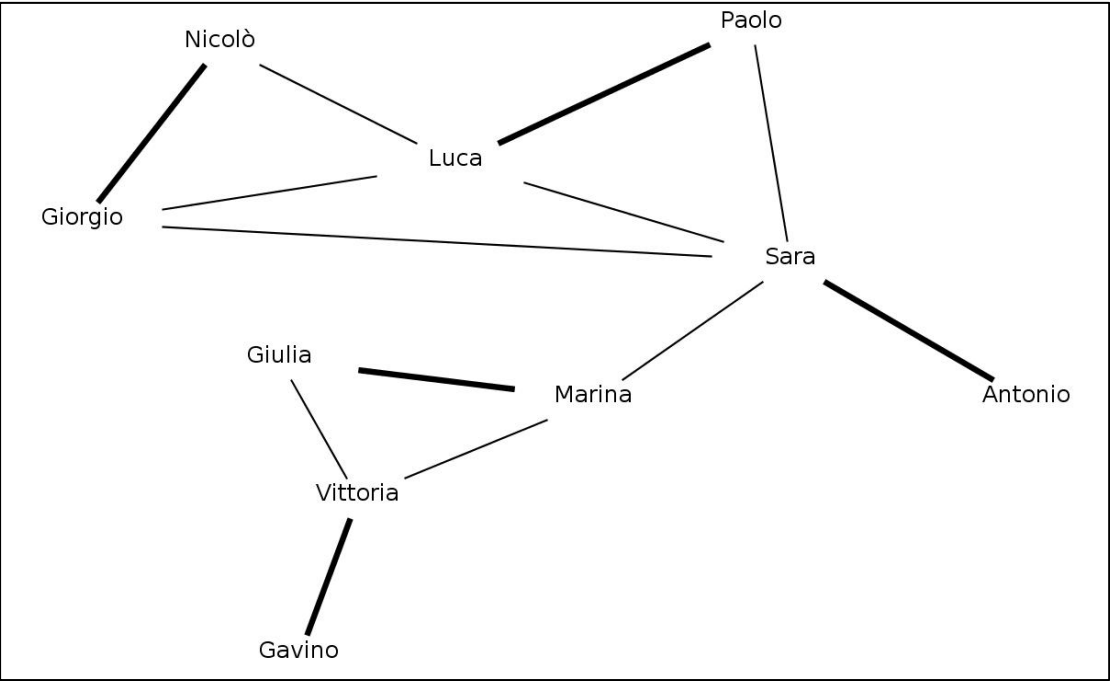 Paolo
Nicolò
Luca
Giorgio
Sara
Giulia
Marina
Antonio
Vittoria
Gavino